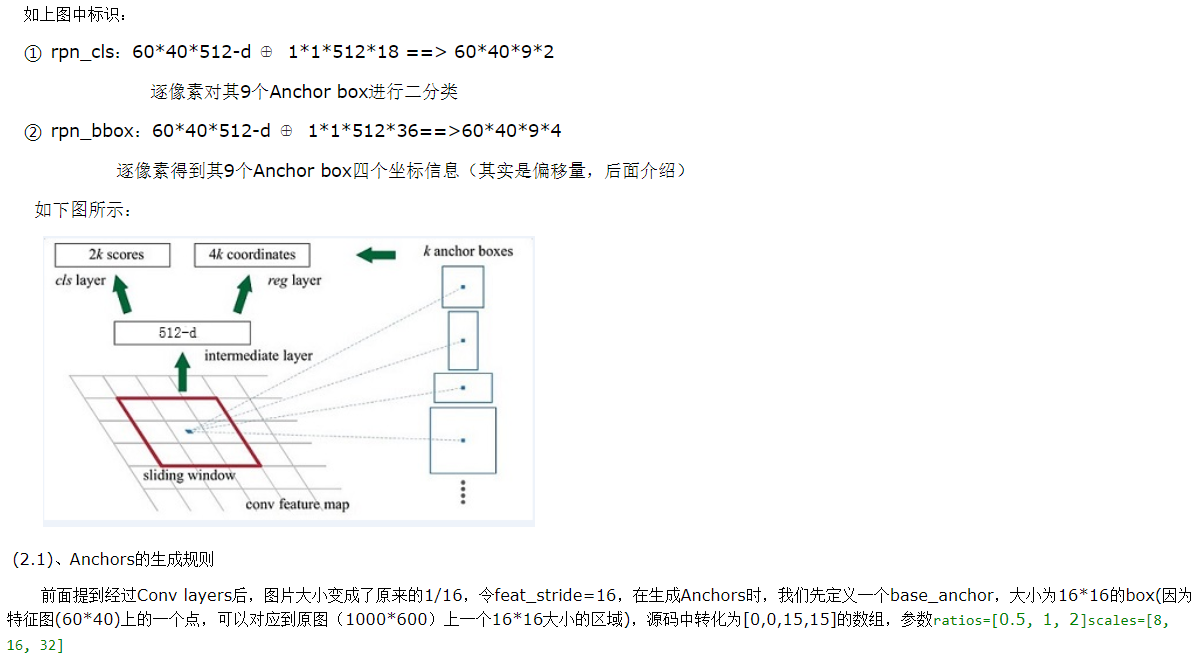 如上图中标识：
① rpn_cls：60*40*512-d ⊕ 1*1*512*18 ==> 60*40*9*2
逐像素对其9个Anchor box进行二分类
② rpn_bbox：60*40*512-d ⊕ 1*1*512*36==>60*40*9*4
逐像素得到其9个Anchor box四个坐标信息（其实是偏移量，后面介绍）
如下图所示：
2k scores
4k coordinates
k anchor boxes
cls layer
reg layer
512-d
intermediate layer
sliding window
conv feature map
(2.1)、Anchors的生成规则
前面提到经过Conv layers后，图片大小变成了原来的1/16，令feat_stride=16，在生成Anchors时，我们先定义一个base_anchor，大小为16*16的box(因为
特征图(60*40)上的一个点，可以对应到原图（1000*600）上一个16*16大小的区域)，源码中转化为[0,0,15,15]的数组，参数ratios=[0.5, 1, 2]scales=[8,
16, 32]